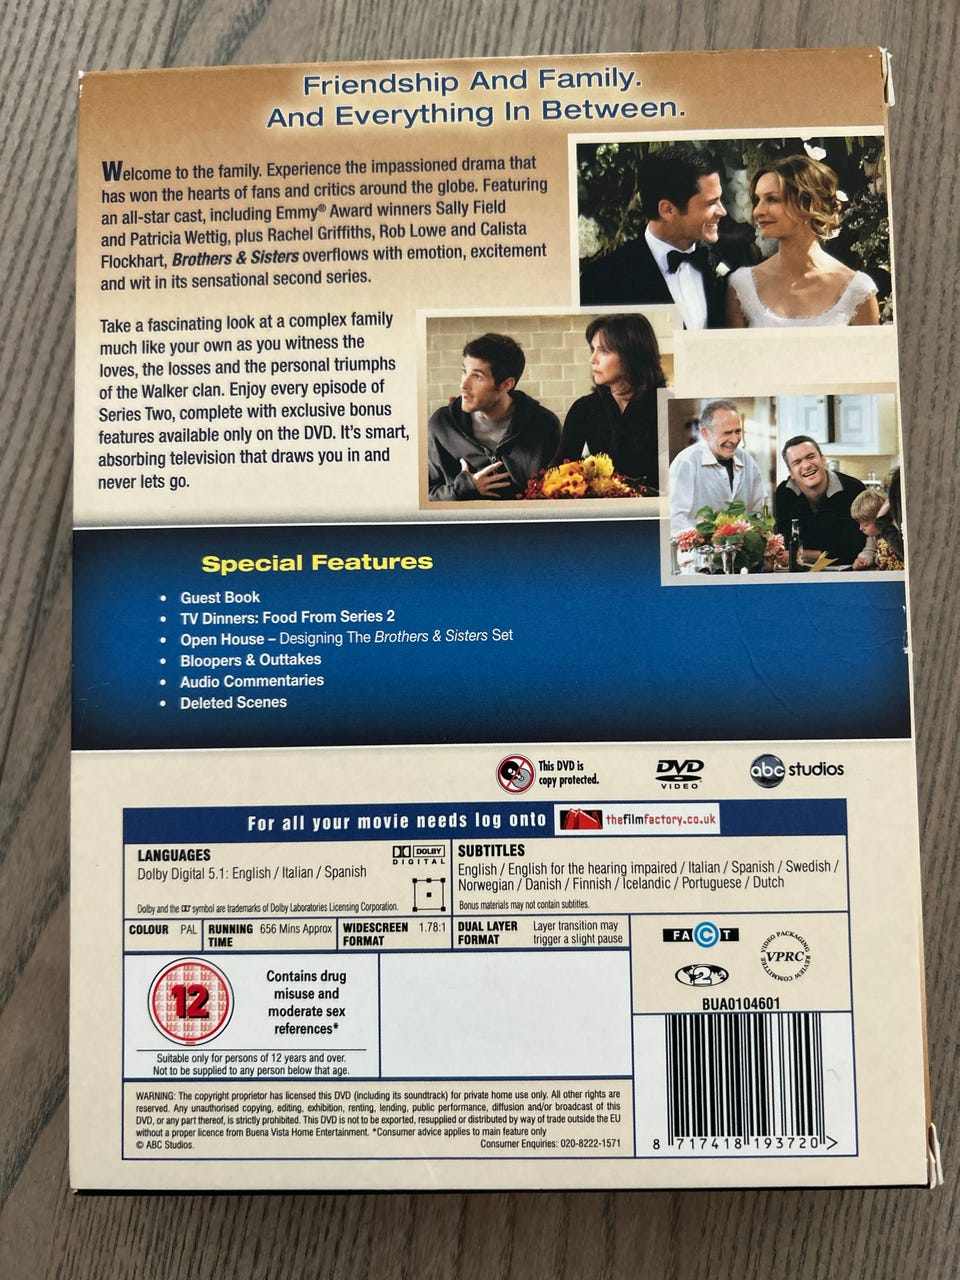 Friendship And Family.
And Everything In Between.
Welcome to the family. Experience the impassioned drama that
has won the hearts of fans and critics around the globe. Featuring
an all-star cast, including Emmy® Award winners Sally Field
and Patricia Wettig, plus Rachel Griffiths, Rob Lowe and Calista
Flockhart, Brothers & Sisters overflows with emotion, excitement
and wit in its sensational second series.
Take a fascinating look at a complex family
much like your own as you witness the
loves, the losses and the personal triumphs
of the Walker clan. Enjoy every episode of
Series Two, complete with exclusive bonus
features available only on the DVD. It's smart,
absorbing television that draws you in and
never lets go.
Special Features
• Guest Book
• TV Dinners: Food From Series 2
• Open House – Designing The Brothers & Sisters Set
• Bloopers & Outtakes
• Audio Commentaries
• Deleted Scenes
This DVD is
copy protected.
DVD
VIDEO
abc studios
For all your movie needs log onto thefilmfactory.co.uk
LANGUAGES
Dolby Digital 5.1: English / Italian / Spanish
DOLBY
DIGITAL
Dolby and the DD symbol are trademarks of Dolby Laboratories Licensing Corporation.
SUBTITLES
English / English for the hearing impaired / Italian / Spanish / Swedish /
Norwegian / Danish / Finnish / Icelandic / Portuguese / Dutch
Bonus materials may not contain subtitles.
COLOUR PAL
RUNNING 656 Mins Approx
TIME
WIDESCREEN 1.78:1
FORMAT
DUAL LAYER Layer transition may
FORMAT trigger a slight pause
FACT
2
VIDEO PACKAGING
VPRC
REVIEW COMMITTEE
BUA0104601
12
Contains drug
misuse and
moderate sex
references*
Suitable only for persons of 12 years and over.
Not to be supplied to any person below that age.
WARNING: The copyright proprietor has licensed this DVD (including its soundtrack) for private home use only. All other rights are
reserved. Any unauthorised copying, editing, exhibition, renting, lending, public performance, diffusion and/or broadcast of this
DVD, or any part thereof, is strictly prohibited. This DVD is not to be exported, resupplied or distributed by way of trade outside the EU
without a proper licence from Buena Vista Home Entertainment. *Consumer advice applies to main feature only
© ABC Studios. Consumer Enquiries: 020-8222-1571
8 717418 193720 >